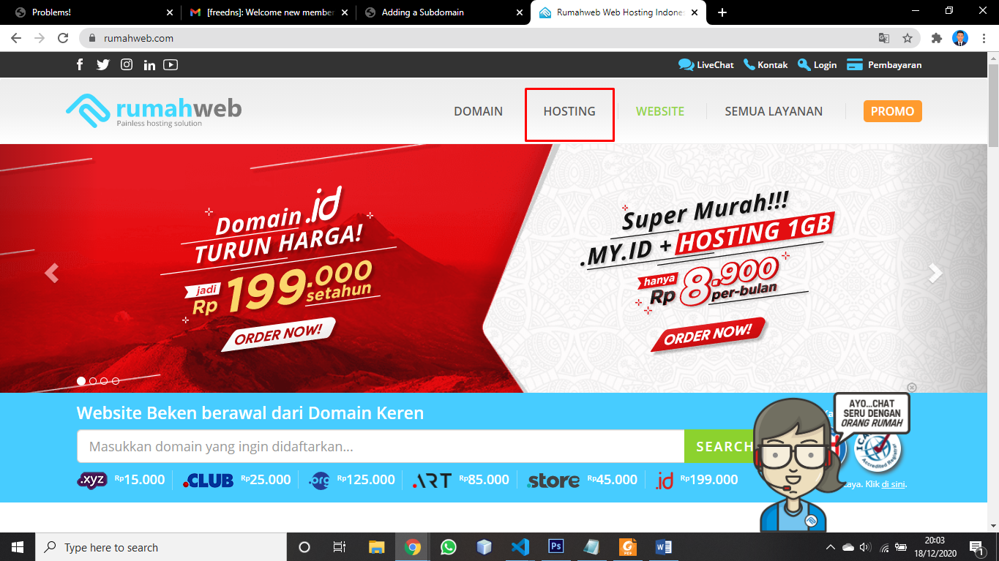 Problems!
[freedns]: Welcome new member
Adding a Subdomain
Rumahweb Web Hosting Indones
rumahweb.com
LiveChat
Kontak
Login
Pembayaran
rumahweb
Painless hosting solution
DOMAIN
HOSTING
WEBSITE
SEMUA LAYANAN
PROMO
Domain.id
TURUN HARGA!
jadi
Rp 199.000
setahun
ORDER NOW!
Super Murah!!!
.MY.ID + HOSTING 1GB
hanya
Rp 8.900
per-bulan
ORDER NOW!
Website Beken berawal dari Domain Keren
Masukkan domain yang ingin didaftarkan...
SEARCH
AYO...CHAT
SERU DENGAN
ORANG RUMAH
Accredited Registrar
.xyz Rp15.000
.CLUB Rp25.000
.org Rp125.000
.ART Rp85.000
.store Rp45.000
.id Rp199.000
Klik di sini.
Type here to search
Ps
PDF
20:03
18/12/2020
1